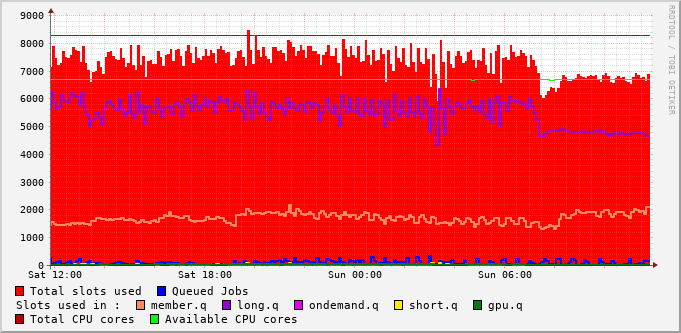 9000
8000
7000
6000
5000
4000
3000
2000
1000
0
Sat 12:00 Sat 18:00 Sun 00:00 Sun 06:00
RRDTOOL / TOBI OETIKER
Total slots used Queued Jobs
Slots used in : member.q long.q ondemand.q short.q gpu.q
Total CPU cores Available CPU cores